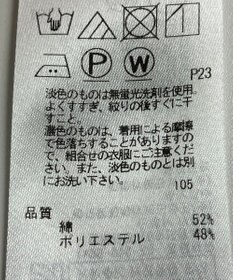 P W
P23
淡色のものは無蛍光洗剤を使用。
よくすすぎ、絞りの後すぐに干
すこと。
濃色のものは、着用による摩擦
で色落ちすることがありますの
で、組合せの衣服にご注意くだ
さい。また、淡色のものとは別
にお洗い下さい。
105
品質
綿 52%
ポリエステル 48%